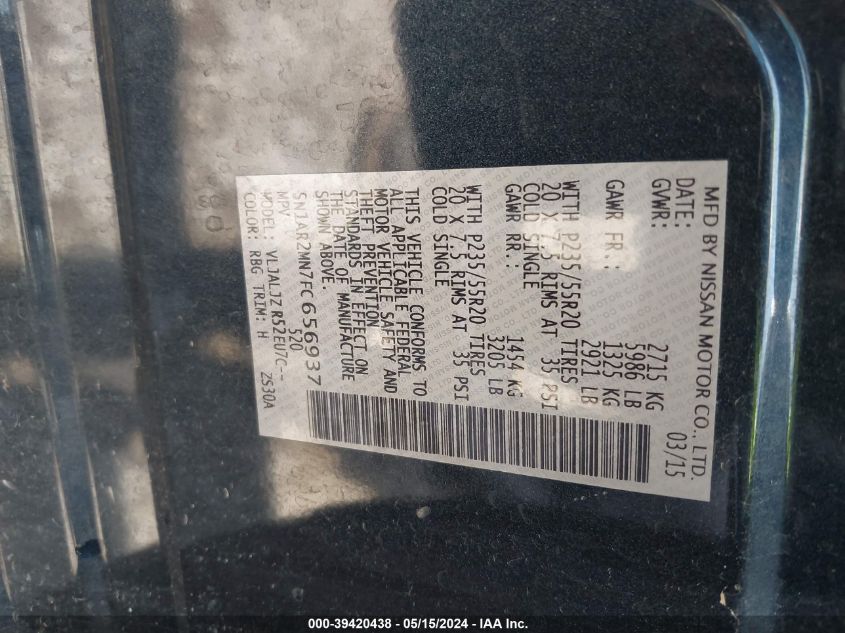 MFD BY NISSAN MOTOR CO., LTD.
DATE: 03/15
GVWR: 2715 KG
5986 LB
GAWR FR.: 1325 KG
2921 LB
WITH P235/55R20 TIRES
20 X 7.5 RIMS AT 35 PSI
COLD SINGLE
GAWR RR.: 1454 KG
3205 LB
WITH P235/55R20 TIRES
20 X 7.5 RIMS AT 35 PSI
COLD SINGLE
THIS VEHICLE CONFORMS TO
ALL APPLICABLE FEDERAL
MOTOR VEHICLE SAFETY AND
THEFT PREVENTION
STANDARDS IN EFFECT ON
THE DATE OF MANUFACTURE
SHOWN ABOVE.
5N1AR2MN7FC656937
MPV 520
MODEL: VLJALJZ R52EU7C--
COLOR: RBG TRIM: H ZS30A
000-39420438 - 05/15/2024 - IAA Inc.